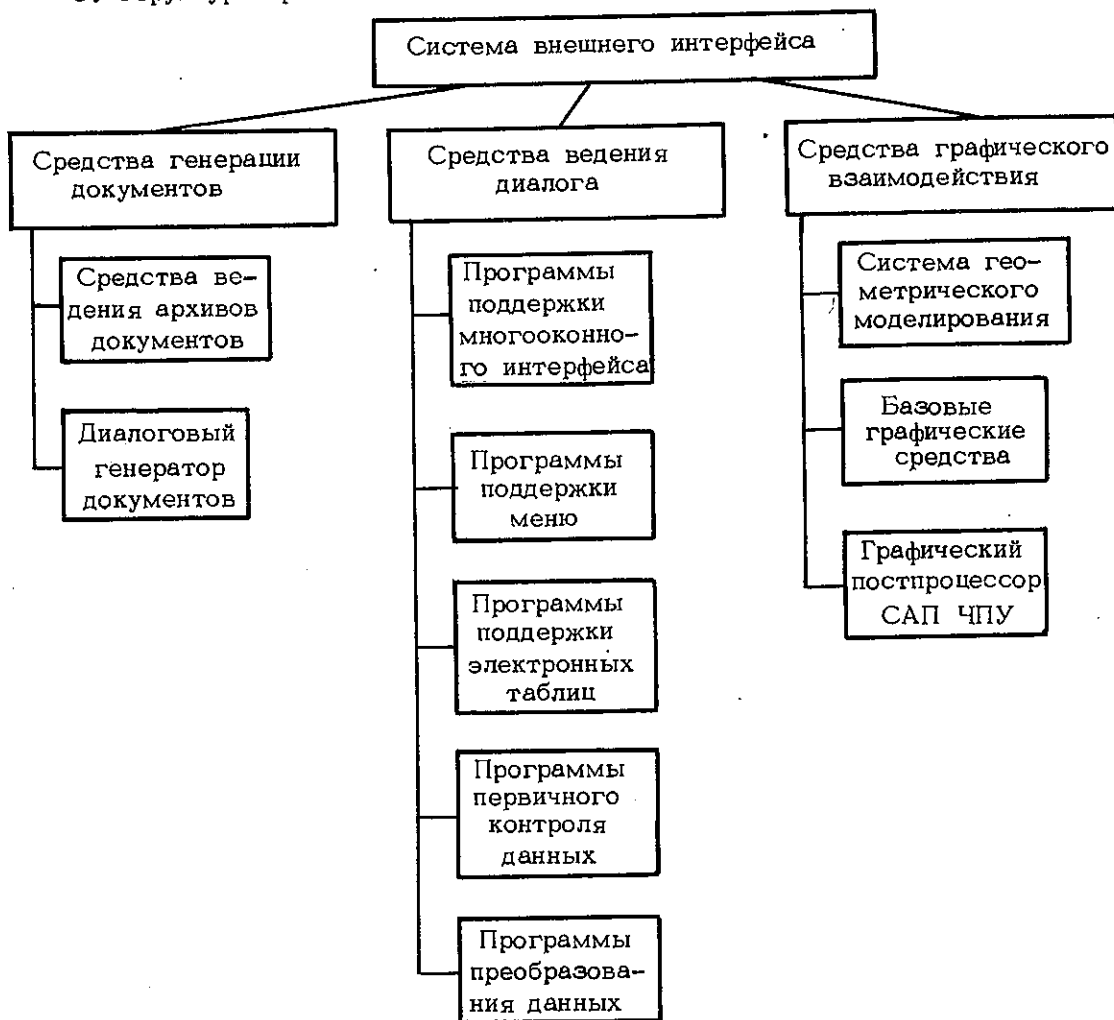 Система внешнего интерфейса
Средства генерации
документов
Средства ве-
дения архивов
документов
Диалоговый
генератор
документов
Средства ведения
диалога
Программы
поддержки
многооконно-
го интерфейса
Программы
поддержки
меню
Программы
поддержки
электронных
таблиц
Программы
первичного
контроля
данных
Программы
преобразова-
ния данных
Средства графического
взаимодействия
Система гео-
метрического
моделирования
Базовые
графические
средства
Графический
постпроцессор
САП ЧПУ